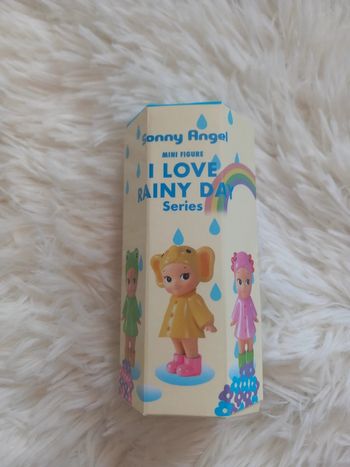 Sonny Angel
MINI FIGURE
I LOVE
RAINY DAY
Series